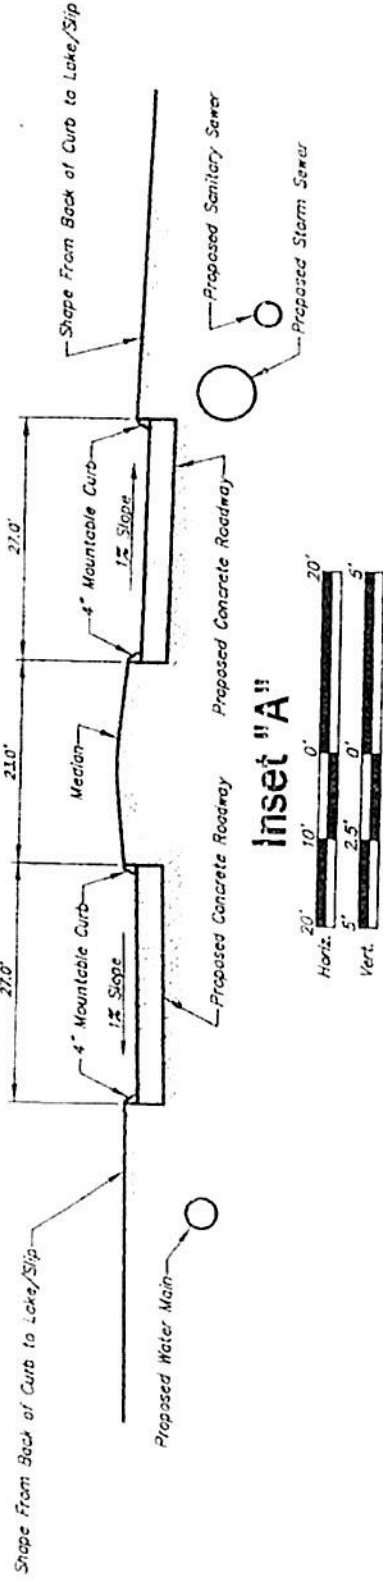 Shape From Back of Curb to Lake/Slip
27.0'
23.0'
27.0'
Shape From Back of Curb to Lake/Slip
4" Mountable Curb
1% Slope
Median
4" Mountable Curb
1% Slope
Proposed Sanitary Sewer
Proposed Storm Sewer
Proposed Water Main
Proposed Concrete Roadway
Proposed Concrete Roadway
Inset "A"
20' 10' 0' 20'
Horiz.
5' 2.5' 0' 5'
Vert.